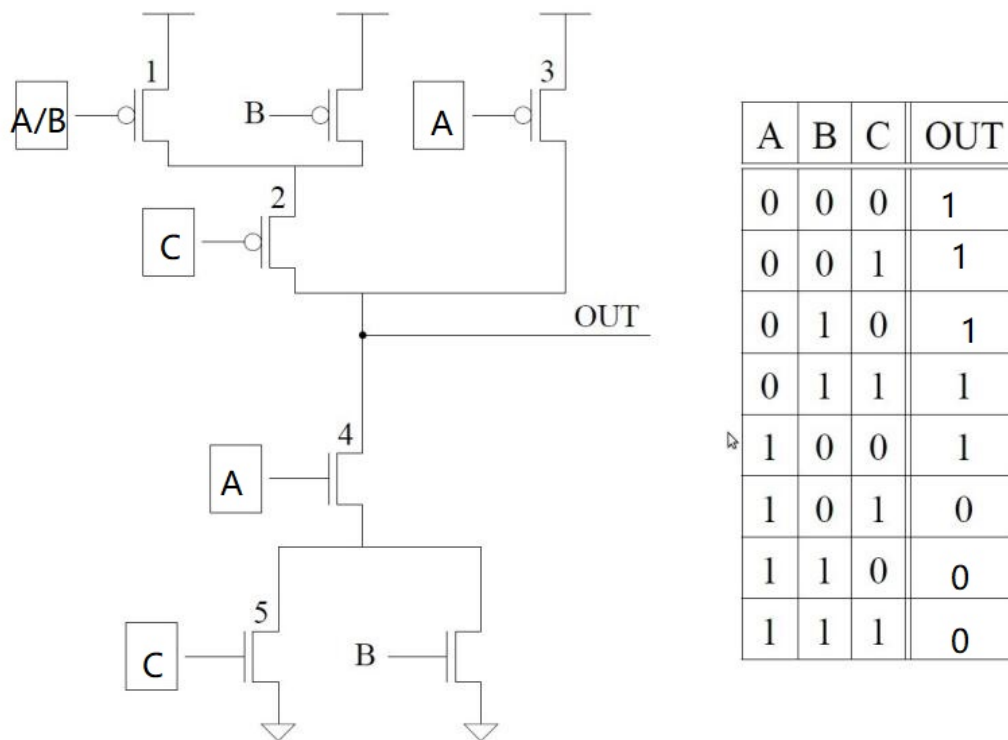 1
3
A/B
B
A
2
C
OUT
4
A
5
C
B
A B C OUT
0 0 0 1
0 0 1 1
0 1 0 1
0 1 1 1
1 0 0 1
1 0 1 0
1 1 0 0
1 1 1 0